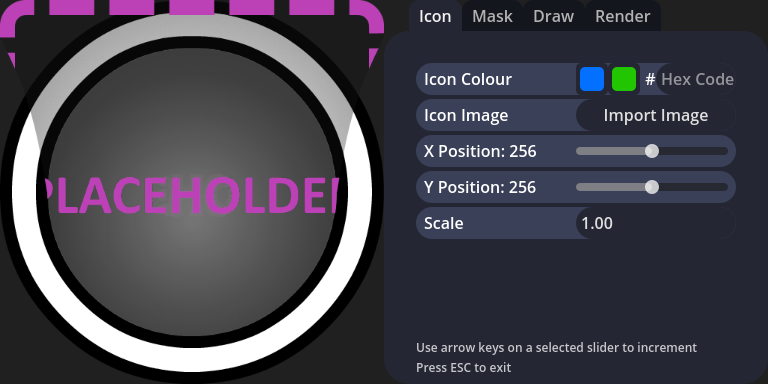 Icon Mask Draw Render
Icon Colour # Hex Code
Icon Image Import Image
X Position: 256
Y Position: 256
Scale 1.00
PLACEHOLDER
Use arrow keys on a selected slider to increment
Press ESC to exit